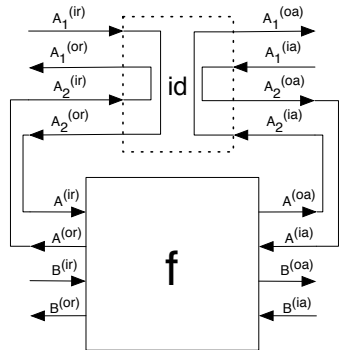 A₁⁽ⁱʳ⁾ A₁⁽ᵒᵃ⁾
A₁⁽ᵒʳ⁾ A₁⁽ⁱᵃ⁾
A₂⁽ⁱʳ⁾ id A₂⁽ᵒᵃ⁾
A₂⁽ᵒʳ⁾ A₂⁽ⁱᵃ⁾
A⁽ⁱʳ⁾ A⁽ᵒᵃ⁾
A⁽ᵒʳ⁾ f A⁽ⁱᵃ⁾
B⁽ⁱʳ⁾ B⁽ᵒᵃ⁾
B⁽ᵒʳ⁾ B⁽ⁱᵃ⁾